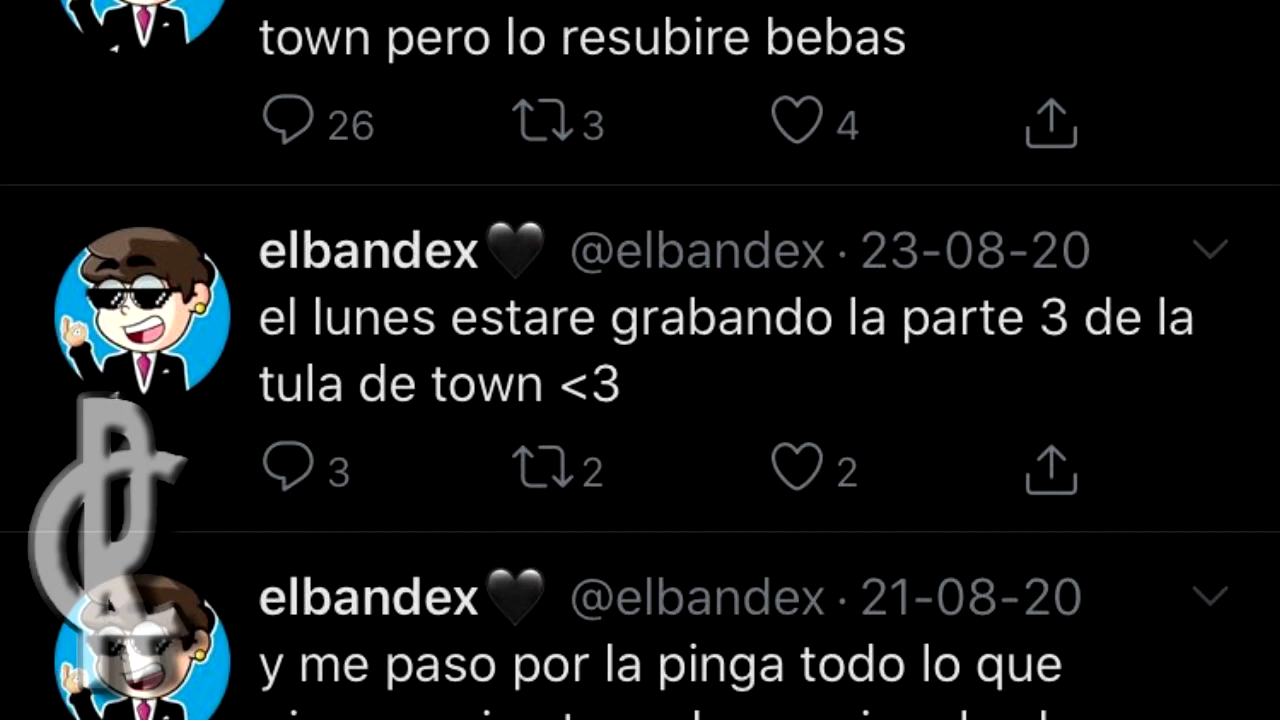 town pero lo resubire bebas
26 3 4
elbandex🖤 @elbandex · 23-08-20
el lunes estare grabando la parte 3 de la
tula de town <3
3 2 2
elbandex🖤 @elbandex · 21-08-20
y me paso por la pinga todo lo que